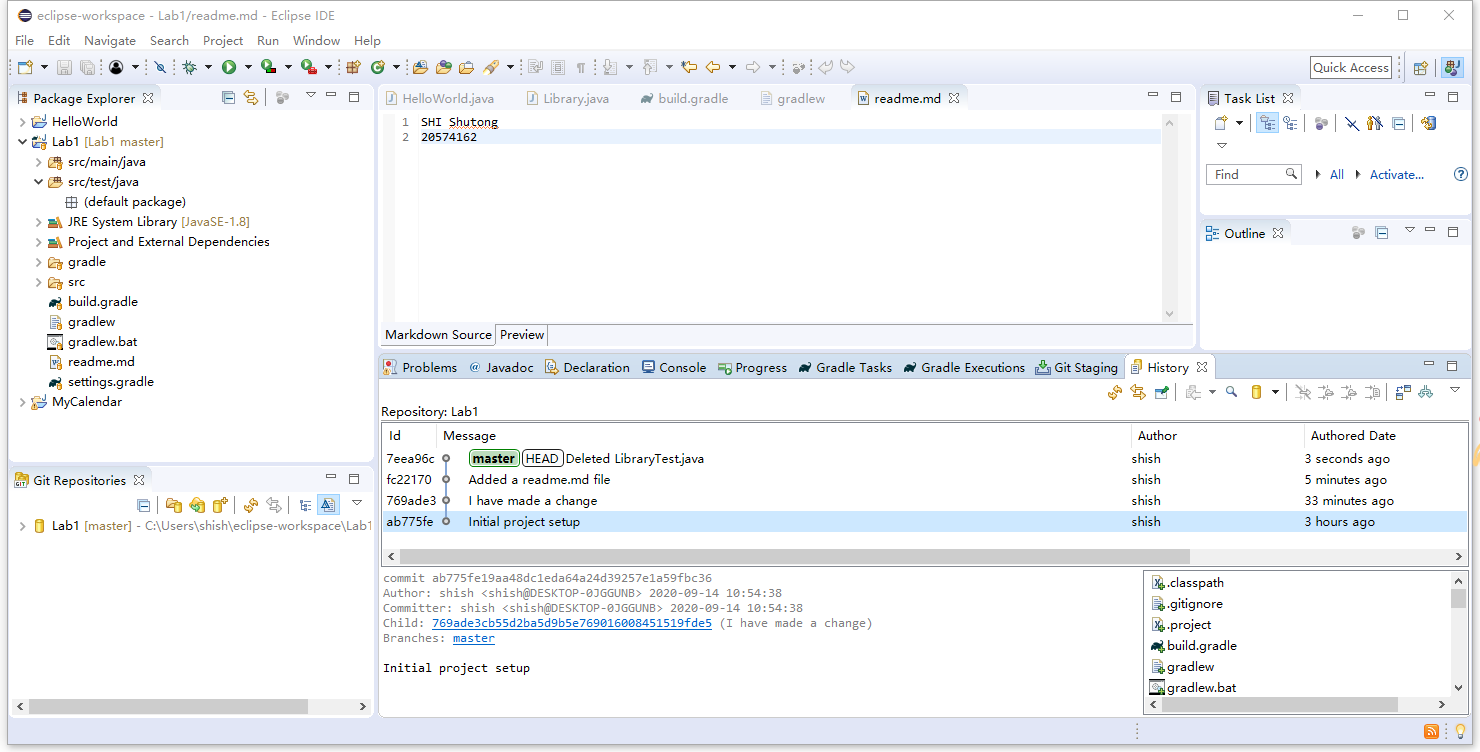 eclipse-workspace - Lab1/readme.md - Eclipse IDE
File Edit Navigate Search Project Run Window Help
Quick Access
Package Explorer
HelloWorld
Lab1 [Lab1 master]
src/main/java
src/test/java
(default package)
JRE System Library [JavaSE-1.8]
Project and External Dependencies
gradle
src
build.gradle
gradlew
gradlew.bat
readme.md
settings.gradle
MyCalendar
Git Repositories
Lab1 [master] - C:\Users\shish\eclipse-workspace\Lab1
HelloWorld.java Library.java build.gradle gradlew readme.md
1 SHI Shutong
2 20574162
Markdown Source Preview
Task List
Find All Activate...
Outline
Problems @ Javadoc Declaration Console Progress Gradle Tasks Gradle Executions Git Staging History
Repository: Lab1
Id Message Author Authored Date
7eea96c master HEAD Deleted LibraryTest.java shish 3 seconds ago
fc22170 Added a readme.md file shish 5 minutes ago
769ade3 I have made a change shish 33 minutes ago
ab775fe Initial project setup shish 3 hours ago
commit ab775fe19aa48dc1eda64a24d39257e1a59fbc36
Author: shish <shish@DESKTOP-0JGGUNB> 2020-09-14 10:54:38
Committer: shish <shish@DESKTOP-0JGGUNB> 2020-09-14 10:54:38
Child: 769ade3cb55d2ba5d9b5e769016008451519fde5 (I have made a change)
Branches: master
Initial project setup
.classpath
.gitignore
.project
build.gradle
gradlew
gradlew.bat